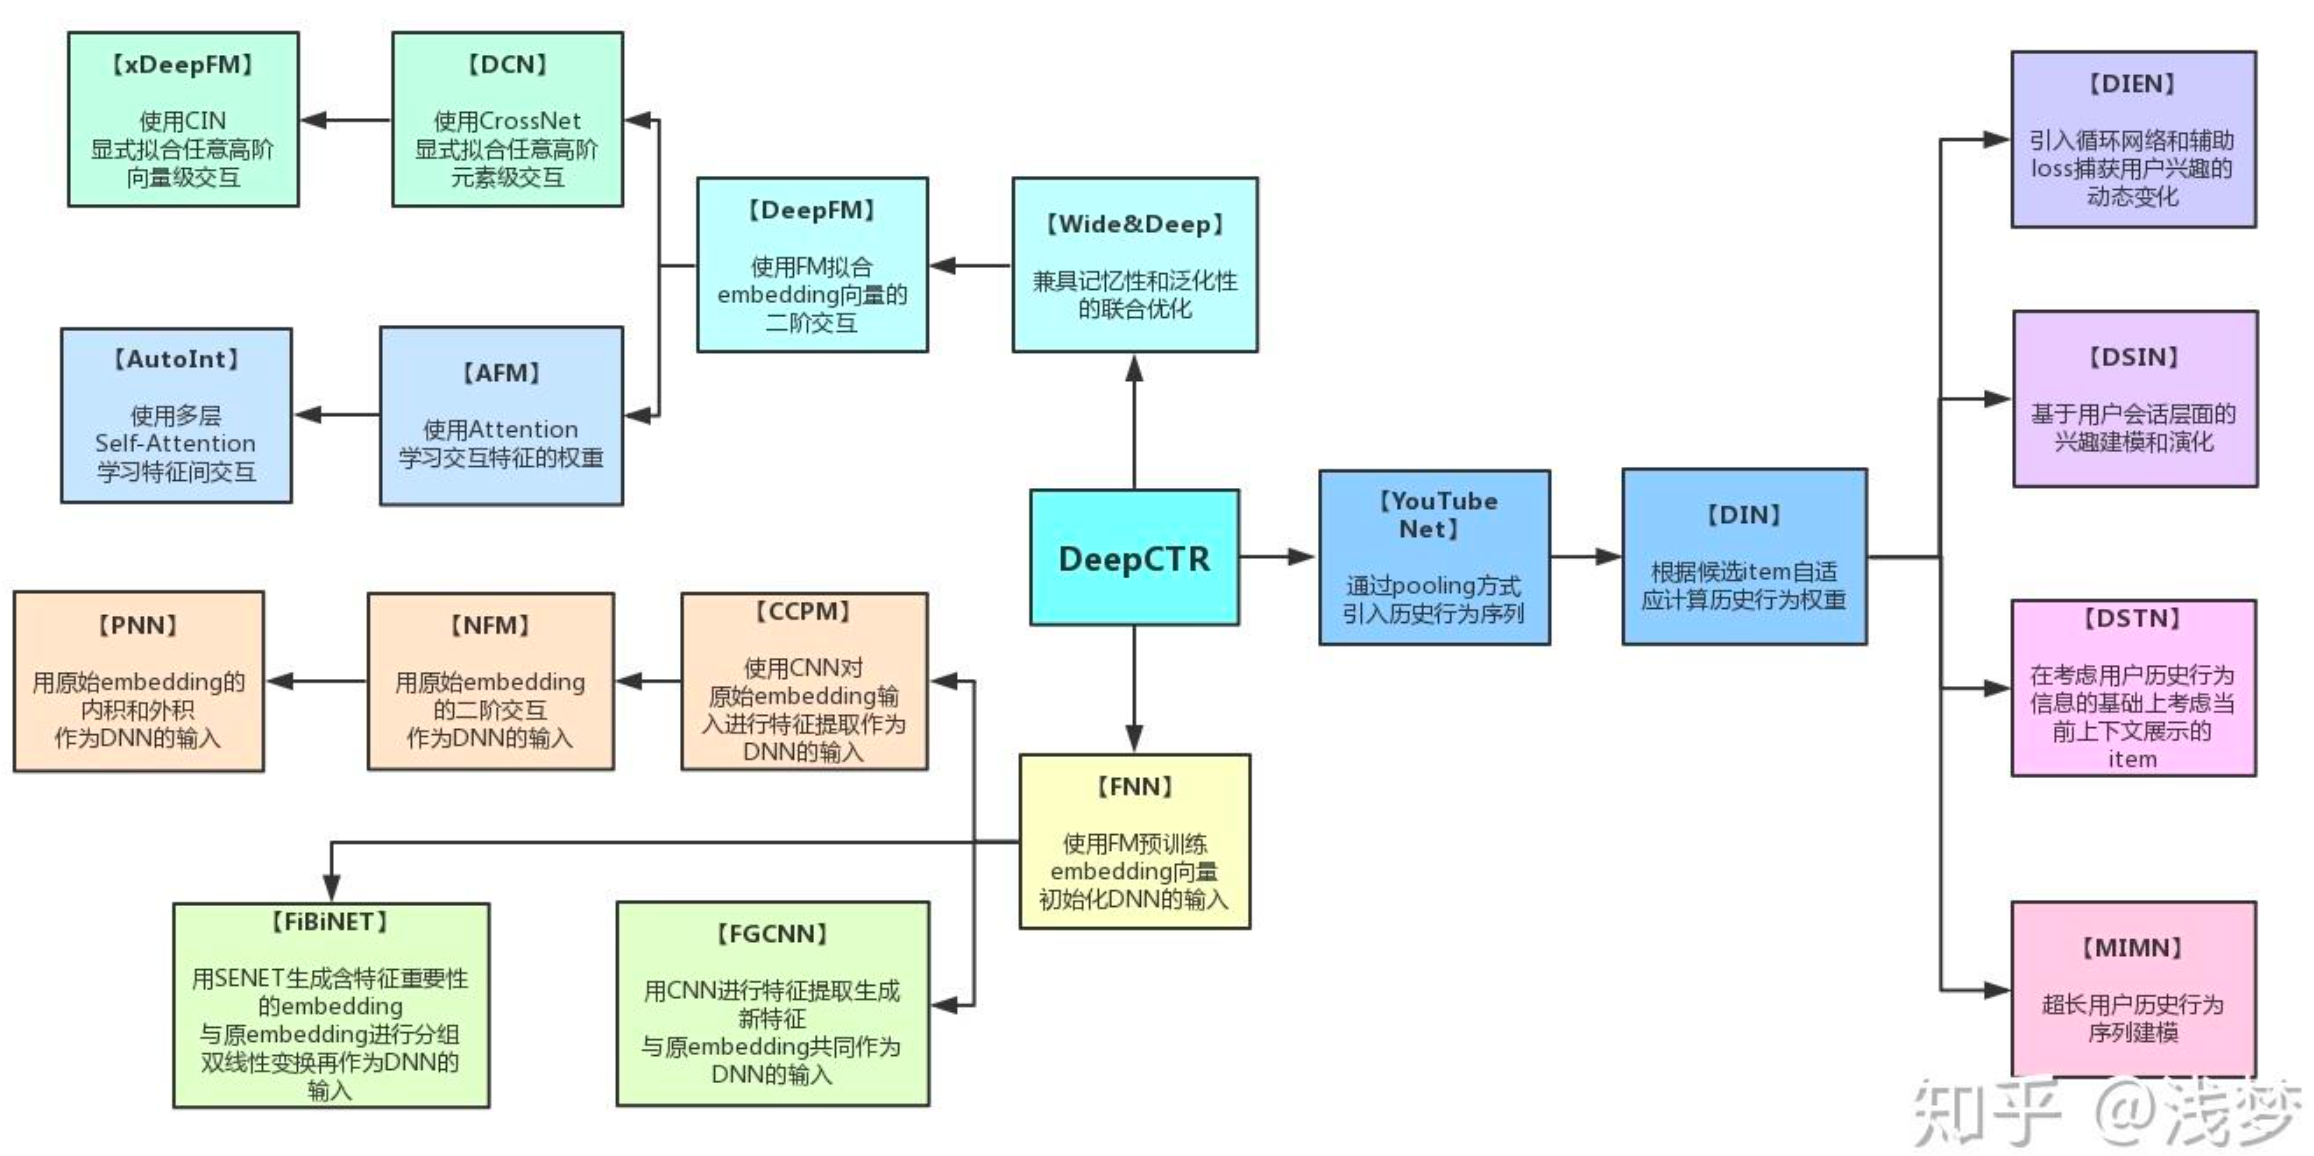 【xDeepFM】
使用CIN
显式拟合任意高阶
向量级交互
【DCN】
使用CrossNet
显式拟合任意高阶
元素级交互
【DeepFM】
使用FM拟合
embedding向量的
二阶交互
【Wide&Deep】
兼具记忆性和泛化性
的联合优化
【DIEN】
引入循环网络和辅助
loss捕获用户兴趣的
动态变化
【AutoInt】
使用多层
Self-Attention
学习特征间交互
【AFM】
使用Attention
学习交互特征的权重
【DSIN】
基于用户会话层面的
兴趣建模和演化
DeepCTR
【YouTube
Net】
通过pooling方式
引入历史行为序列
【DIN】
根据候选item自适
应计算历史行为权重
【PNN】
用原始embedding的
内积和外积
作为DNN的输入
【NFM】
用原始embedding
的二阶交互
作为DNN的输入
【CCPM】
使用CNN对
原始embedding输
入进行特征提取作为
DNN的输入
【DSTN】
在考虑用户历史行为
信息的基础上考虑当
前上下文展示的
item
【FNN】
使用FM预训练
embedding向量
初始化DNN的输入
【FiBiNET】
用SENET生成含特征重要性
的embedding
与原embedding进行分组
双线性变换再作为DNN的
输入
【FGCNN】
用CNN进行特征提取生成
新特征
与原embedding共同作为
DNN的输入
【MIMN】
超长用户历史行为
序列建模
知乎 @浅梦